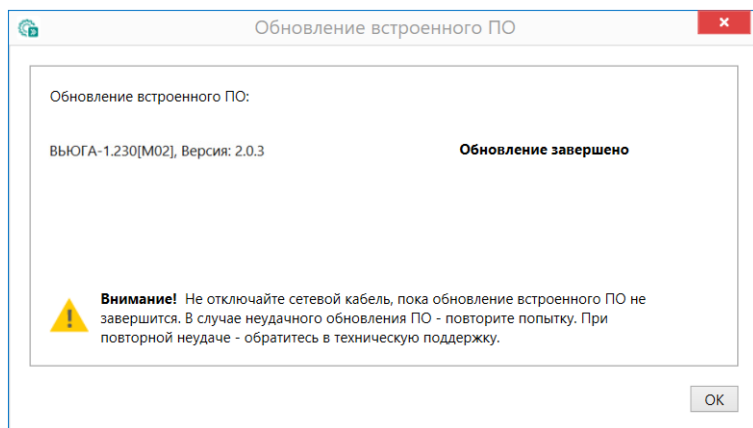 Обновление встроенного ПО
Обновление встроенного ПО:
ВЬЮГА-1.230[M02], Версия: 2.0.3 Обновление завершено
Внимание! Не отключайте сетевой кабель, пока обновление встроенного ПО не
завершится. В случае неудачного обновления ПО - повторите попытку. При
повторной неудаче - обратитесь в техническую поддержку.
OK